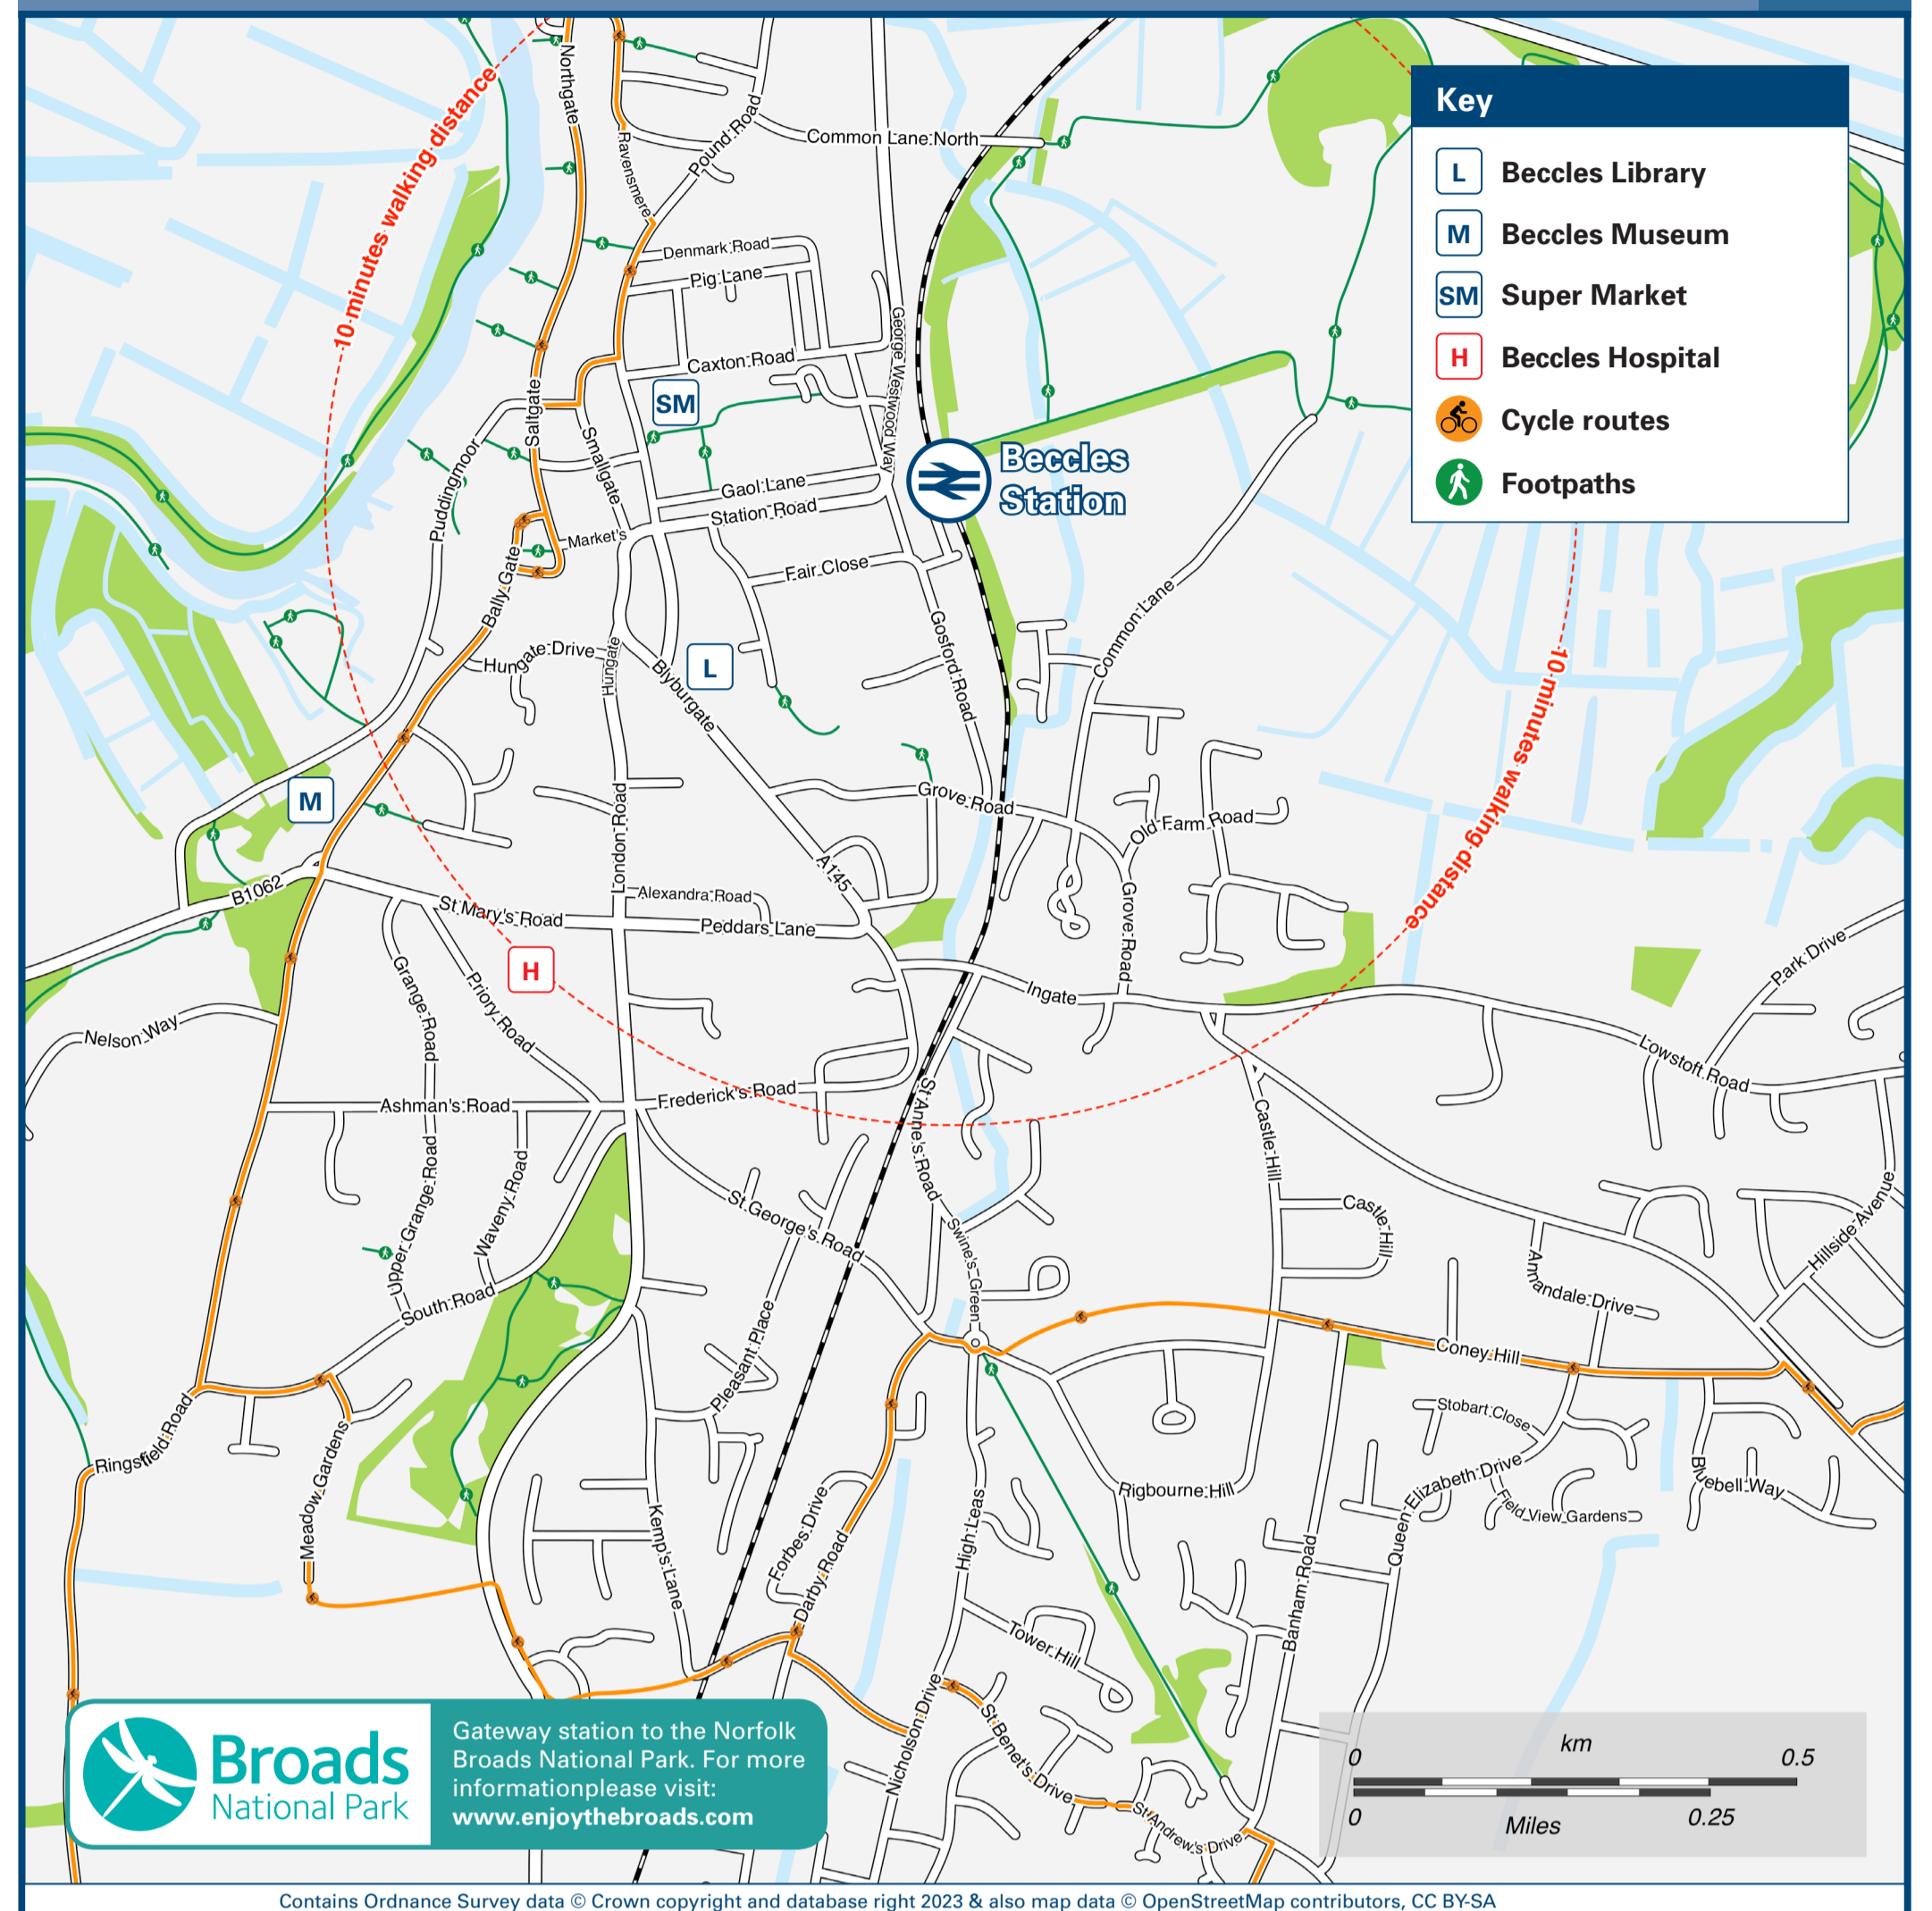 10 minutes walking distance
Northgate
Ravensmere
Pound Road
Common Lane North
Denmark Road
Pig Lane
George Westwood Way
Caxton Road
SM
Saltgate
Smallgate
Puddingmoor
Gaol Lane
Station Road
Market's
Bally Gate
Fair Close
Beccles
Station
Key
L Beccles Library
M Beccles Museum
SM Super Market
H Beccles Hospital
Cycle routes
Footpaths
Common Lane
Gosford Road
Hungate Drive
Hungate
Blyburgate
L
10 minutes walking distance
M
London Road
Grove Road
Old Farm Road
A145
B1062
St Mary's Road
Alexandra Road
Peddars Lane
Grove Road
H
Ingate
Park Drive
Grange Road
Priory Road
Nelson Way
Lowstoft Road
Ashman's Road
Frederick's Road
St Anne's Road
Castle Hill
Castle Hill
Upper Grange Road
Waveny Road
St George's Road
Swine's Green
Hillside Avenue
Annandale Drive
South Road
Pleasant Place
Coney Hill
Stobart Close
Ringsfield Road
Meadow Gardens
Rigbourne Hill
Queen Elizabeth Drive
Field View Gardens
Bluebell Way
Kemp's Lane
Forbes Drive
Darby Road
High Leas
Banham Road
Tower Hill
Nicholson Drive
St Benet's Drive
St Andrew's Drive
Broads
National Park
Gateway station to the Norfolk
Broads National Park. For more
informationplease visit:
www.enjoythebroads.com
km
0 0.5
0 0.25
Miles
Contains Ordnance Survey data © Crown copyright and database right 2023 & also map data © OpenStreetMap contributors, CC BY-SA